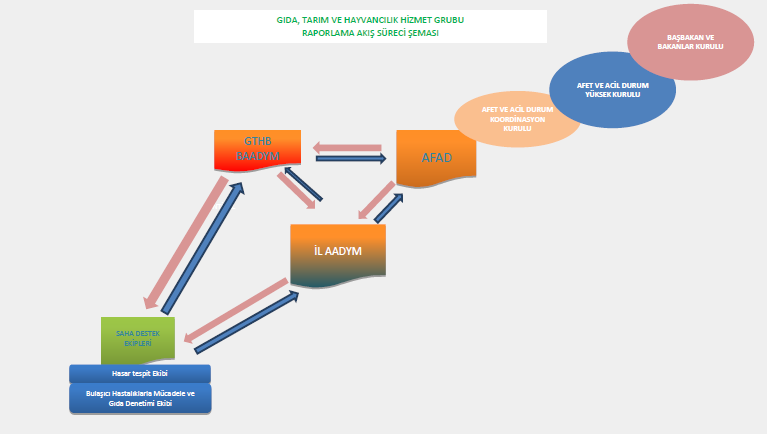 GIDA, TARIM VE HAYVANCILIK HİZMET GRUBU
RAPORLAMA AKIŞ SÜRECİ ŞEMASI
BAŞBAKAN VE
BAKANLAR KURULU
AFET VE ACİL DURUM
YÜKSEK KURULU
AFET VE ACİL DURUM
KOORDİNASYON
KURULU
GTHB
BAADYM
AFAD
İL AADYM
SAHA DESTEK
EKİPLERİ
Hasar tespit Ekibi
Bulaşıcı Hastalıklarla Mücadele ve
Gıda Denetimi Ekibi